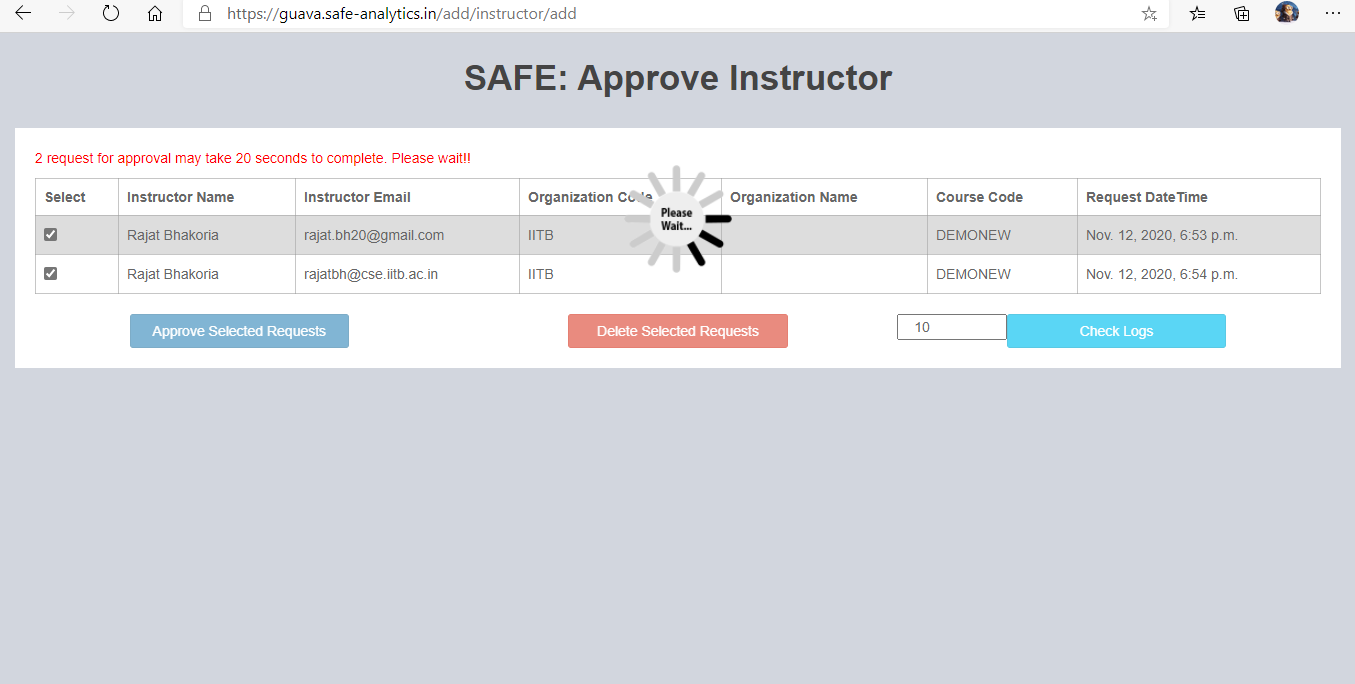 https://guava.safe-analytics.in/add/instructor/add
SAFE: Approve Instructor
2 request for approval may take 20 seconds to complete. Please wait!!
Select Instructor Name Instructor Email Organization Code Organization Name Course Code Request DateTime
Please
Wait...
Rajat Bhakoria rajat.bh20@gmail.com IITB DEMONEW Nov. 12, 2020, 6:53 p.m.
Rajat Bhakoria rajatbh@cse.iitb.ac.in IITB DEMONEW Nov. 12, 2020, 6:54 p.m.
Approve Selected Requests Delete Selected Requests 10 Check Logs